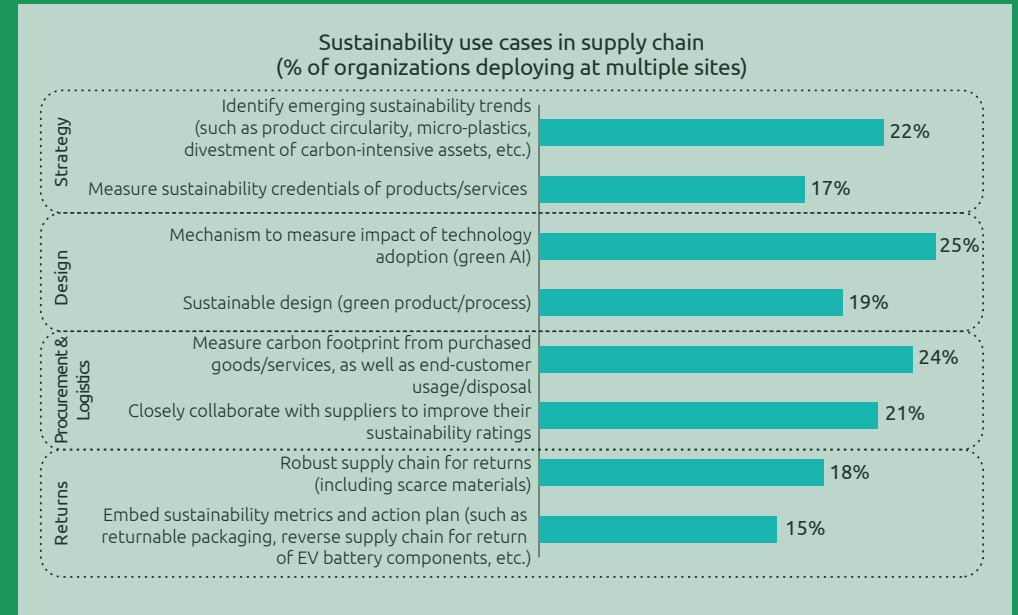 Sustainability use cases in supply chain
(% of organizations deploying at multiple sites)
Strategy
Identify emerging sustainability trends
(such as product circularity, micro-plastics,
divestment of carbon-intensive assets, etc.)
22%
Measure sustainability credentials of products/services
17%
Design
Mechanism to measure impact of technology
adoption (green AI)
25%
Sustainable design (green product/process)
19%
Procurement &
Logistics
Measure carbon footprint from purchased
goods/services, as well as end-customer
usage/disposal
24%
Closely collaborate with suppliers to improve their
sustainability ratings
21%
Returns
Robust supply chain for returns
(including scarce materials)
18%
Embed sustainability metrics and action plan (such as
returnable packaging, reverse supply chain for return
of EV battery components, etc.)
15%